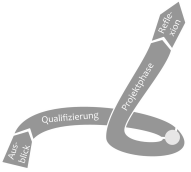 Refle-
xion
Projektphase
Qualifizierung
Aus-
blick